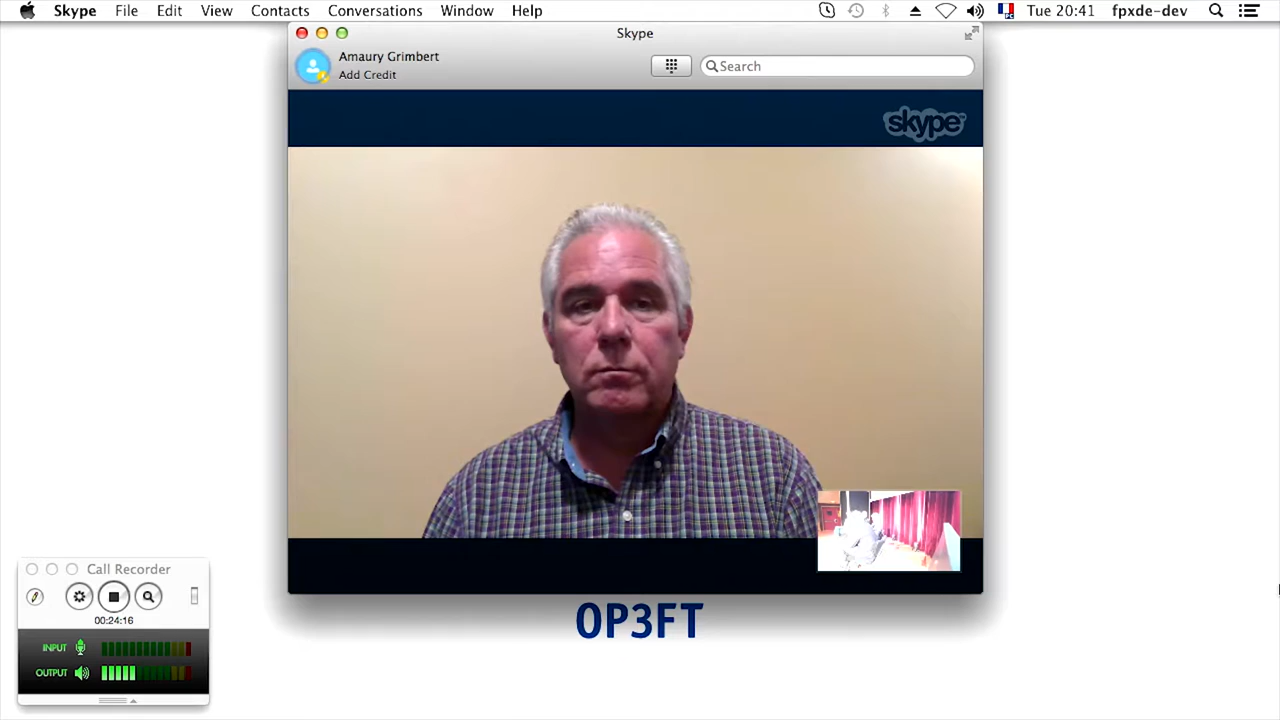 Skype File Edit View Contacts Conversations Window Help Tue 20:41 fpxde-dev
Skype
Amaury Grimbert
Add Credit
Search
skype
Call Recorder
00:24:16
INPUT
OUTPUT
OP3FT